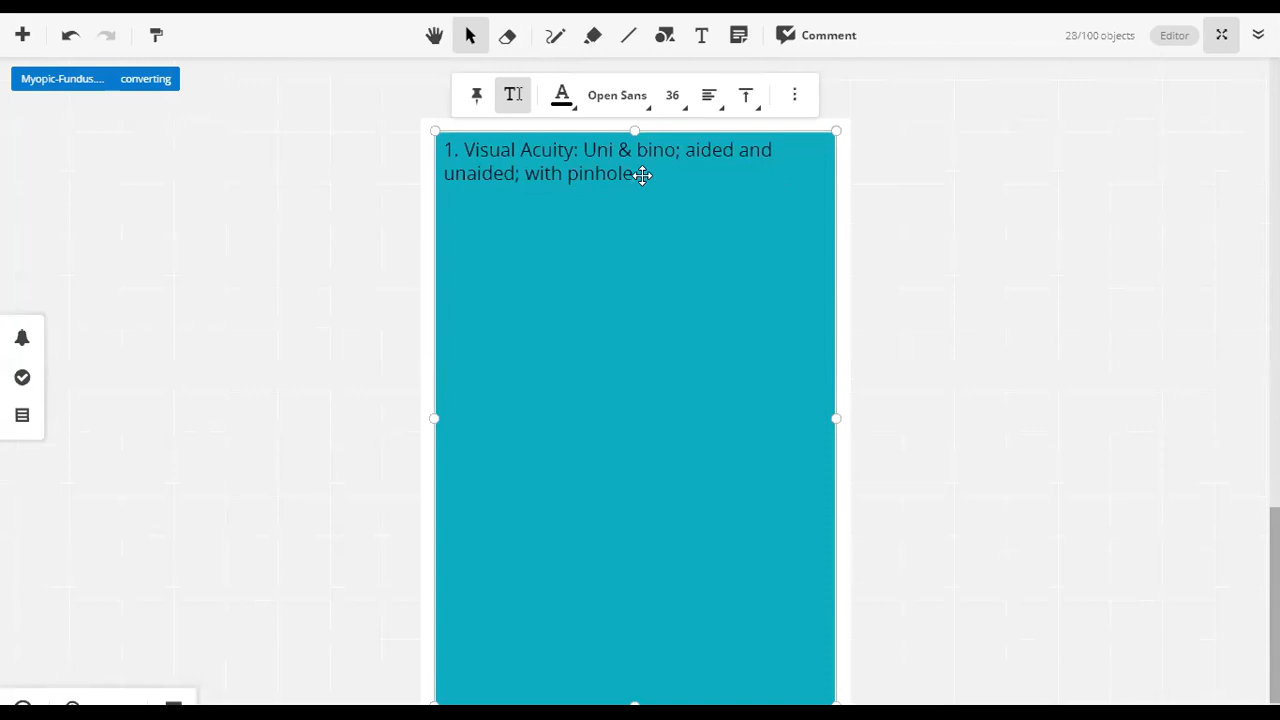 Comment
28/100 objects
Editor
Myopic-Fundus.... converting
Open Sans
36
1. Visual Acuity: Uni & bino; aided and
unaided; with pinhole